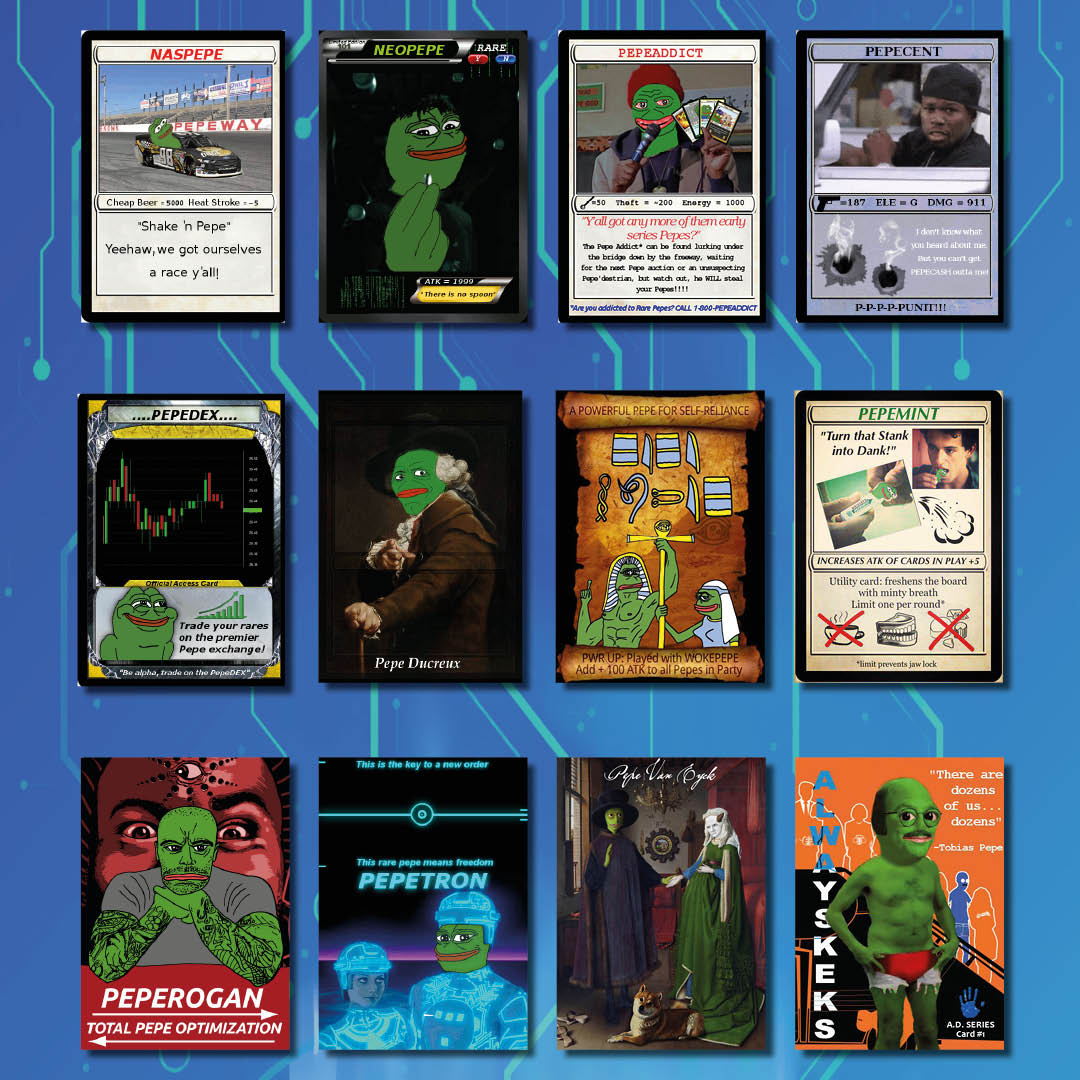 NASPEPE
PEPEWAY
Cheap Beer = 5000 Heat Stroke = -5
"Shake 'n Pepe"
Yeehaw,we got ourselves
a race y'all!
NEOPEPE
RARE
Y
N
ATK = 1999
"There is no spoon"
PEPEADDICT
=50 Theft = ~200 Energy = 1000
"Y'all got any more of them early
series Pepes?"
The Pepe Addict* can be found lurking under
the bridge down by the freeway, waiting
for the next Pepe auction or an unsuspecting
Pepe'destrian, but watch out, he WILL steal
your Pepes!!!!
*Are you addicted to Rare Pepes? CALL 1-800-PEPEADDICT
PEPECENT
=187 ELE = G DMG = 911
I don't know what
you heard about me.
But you can't get
PEPECASH outta me!
P-P-P-P-PUNIT!!!
....PEPEDEX....
Official Access Card
Trade your rares
on the premier
Pepe exchange!
"Be alpha, trade on the PepeDEX"
Pepe Ducreux
A POWERFUL PEPE FOR SELF-RELIANCE
PWR UP: Played with WOKEPEPE
Add + 100 ATK to all Pepes in Party
PEPEMINT
"Turn that Stank
into Dank!"
INCREASES ATK OF CARDS IN PLAY +5
Utility card: freshens the board
with minty breath
Limit one per round*
*limit prevents jaw lock
PEPEROGAN
TOTAL PEPE OPTIMIZATION
This is the key to a new order
This rare pepe means freedom
PEPETRON
Pepe Van Eyck
ALWAYSKEKS
"There are
dozens
of us...
dozens"
-Tobias Pepe
A.D. SERIES
Card #1